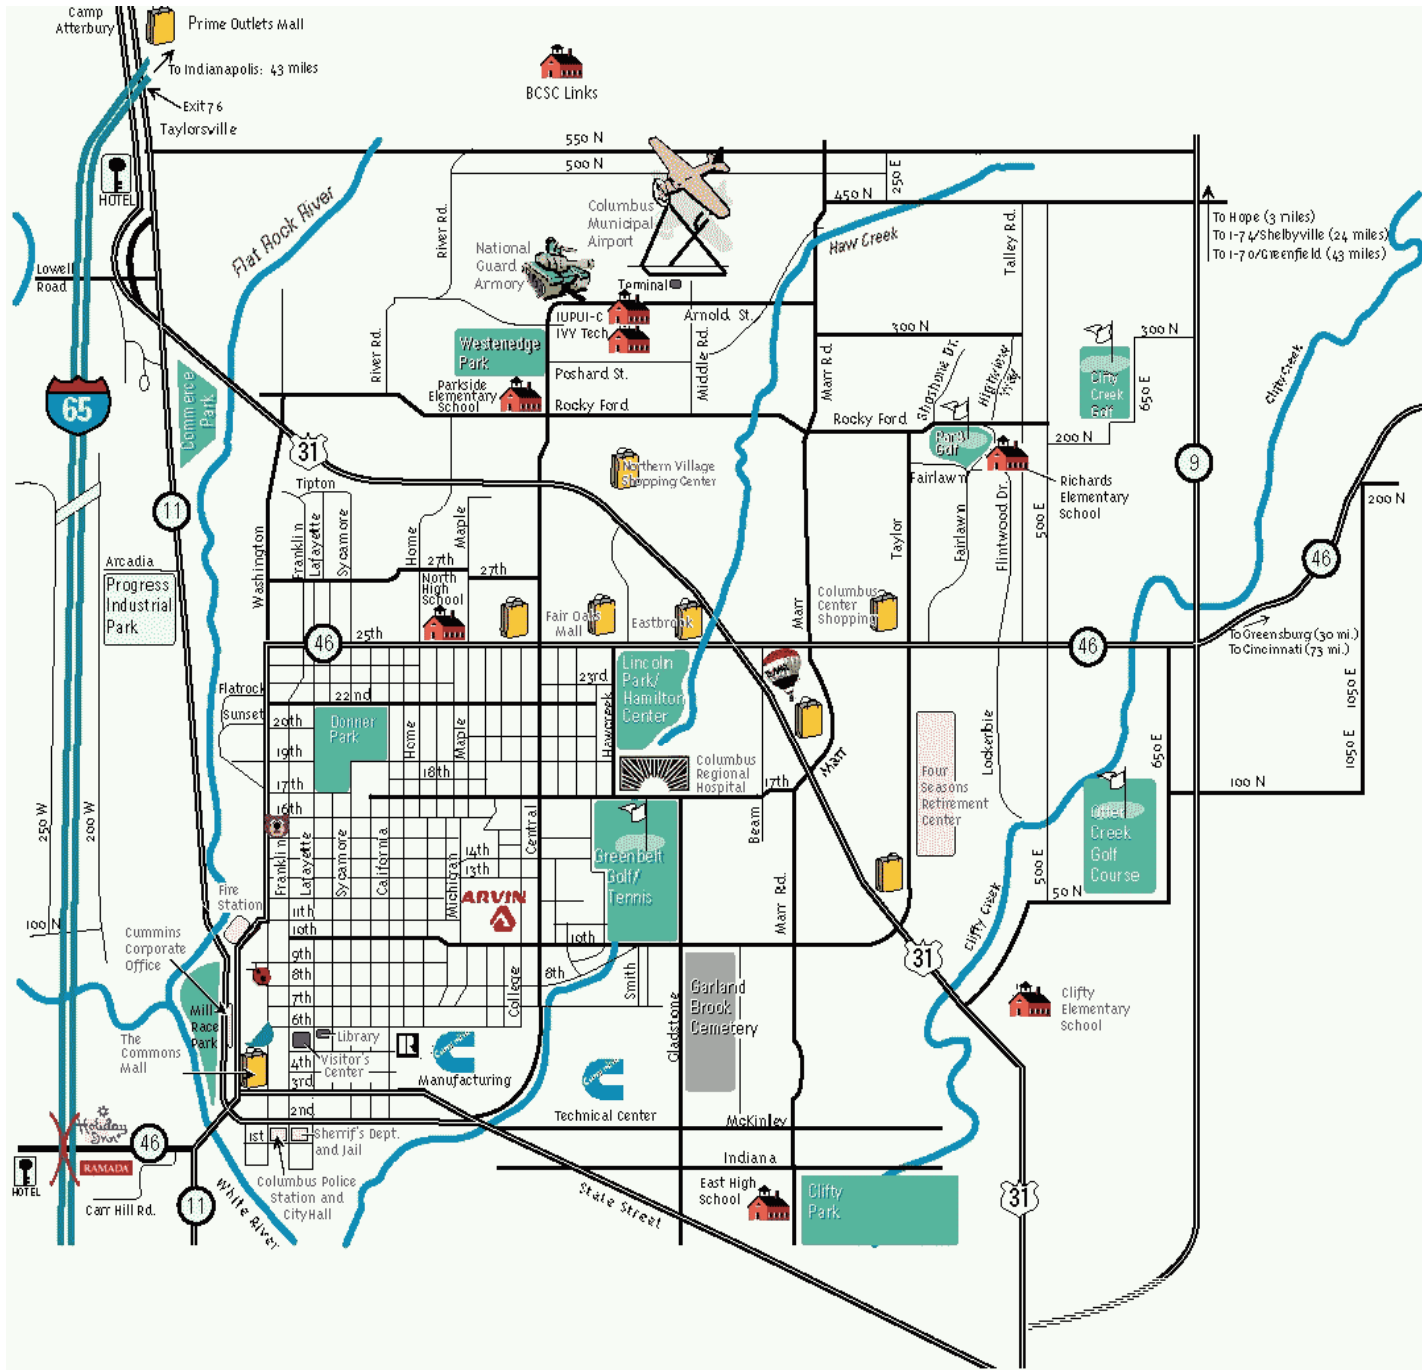 Camp
Atterbury
Prime Outlets Mall
To Indianapolis: 43 miles
Exit 76
Taylorsville
BCSC Links
550 N
500 N
250 E
450 N
HOTEL
Flat Rock River
River Rd.
Columbus
Municipal
Airport
National
Guard
Armory
Terminal
Haw Creek
Talley Rd.
To Hope (3 miles)
To I-74/Shelbyville (24 miles)
To I-70/Greenfield (43 miles)
Lowell
Road
IUPUI-C
IVY Tech
Arnold St.
300 N
300 N
River Rd.
Westenedge
Park
Middle Rd.
Marr Rd.
Shoshone Dr.
Highview
Way
Clifty
Creek
Golf
650 E
Clifty Creek
Commerce
Park
Parkside
Elementary
School
Poshard St.
Rocky Ford
Rocky Ford
65
31
Park
Golf
200 N
9
Northern Village
Shopping Center
Fairlawn
Richards
Elementary
School
Tipton
11
200 N
Washington
Franklin
Lafayette
Sycamore
Home
Maple
Taylor
Fairlawn
Flintwood Dr.
500 E
46
Arcadia
Progress
Industrial
Park
27th
27th
North
High
School
Fair Oaks
Mall
Eastbrook
Marr
Columbus
Center
Shopping
25th
46
46
To Greensburg (30 mi.)
To Cincinnati (73 mi.)
Lincoln
Park/
Hamilton
Center
23rd
Flatrock
Sunset
22nd
20th
19th
17th
16th
Donner
Park
Home
Maple
18th
Hawcreek
Columbus
Regional
Hospital
17th
Marr
Four
Seasons
Retirement
Center
Lockerbie
650 E
1050 E
1050 E
100 N
250 W
200 W
Franklin
Lafayette
Sycamore
California
Michigan
Central
14th
13th
ARVIN
Greenbelt
Golf/
Tennis
Beam
Marr Rd.
Otter
Creek
Golf
Course
500 E
50 N
Fire
Station
100 N
Cummins
Corporate
Office
11th
10th
9th
8th
7th
6th
10th
8th
College
Smith
Gladstone
Garland
Brook
Cemetery
31
Clifty Creek
Clifty
Elementary
School
Mill
Race
Park
The
Commons
Mall
Library
Visitor's
Center
4th
3rd
2nd
1st
Manufacturing
Technical Center
McKinley
Indiana
Holiday
Inn
46
RAMADA
HOTEL
Carr Hill Rd.
11
White River
Sherrif's Dept.
and Jail
Columbus Police
Station and
City Hall
State Street
East High
School
Clifty
Park
31